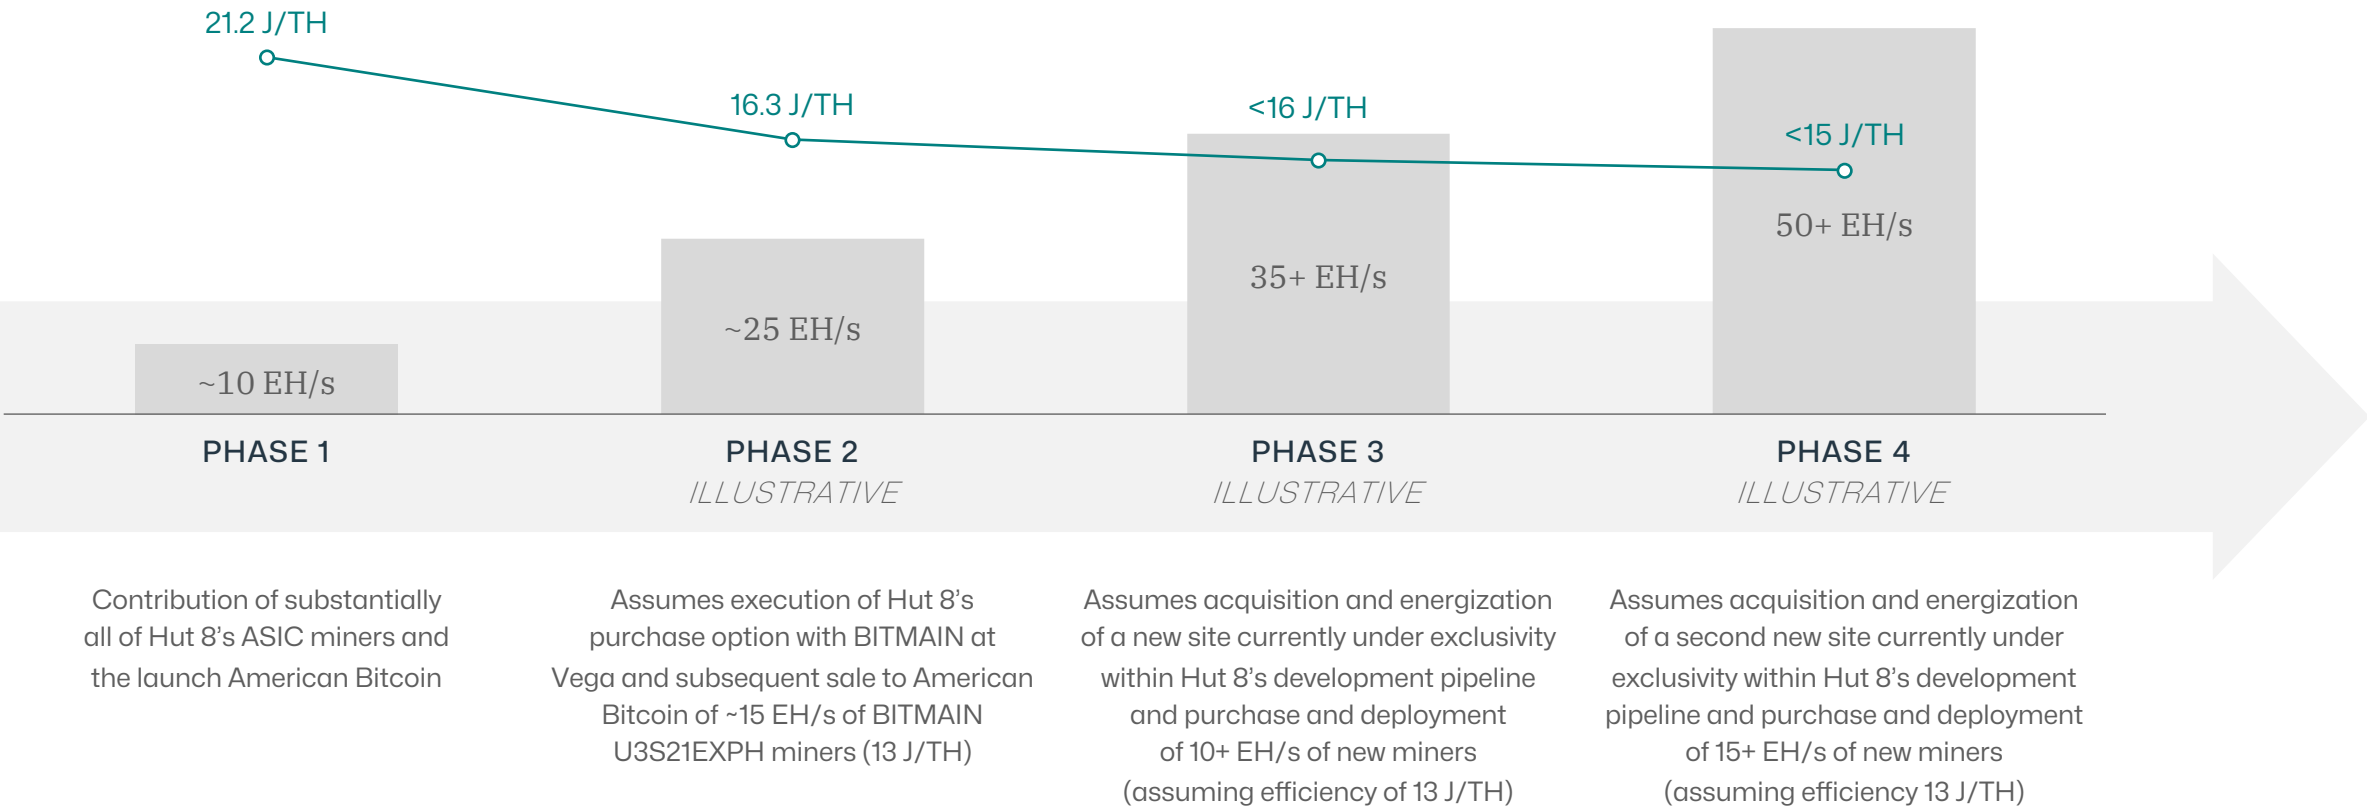 21.2 J/TH
16.3 J/TH
<16 J/TH
<15 J/TH
~10 EH/s
~25 EH/s
35+ EH/s
50+ EH/s
PHASE 1
PHASE 2
ILLUSTRATIVE
PHASE 3
ILLUSTRATIVE
PHASE 4
ILLUSTRATIVE
Contribution of substantially
all of Hut 8’s ASIC miners and
the launch American Bitcoin
Assumes execution of Hut 8’s
purchase option with BITMAIN at
Vega and subsequent sale to American
Bitcoin of ~15 EH/s of BITMAIN
U3S21EXPH miners (13 J/TH)
Assumes acquisition and energization
of a new site currently under exclusivity
within Hut 8’s development pipeline
and purchase and deployment
of 10+ EH/s of new miners
(assuming efficiency of 13 J/TH)
Assumes acquisition and energization
of a second new site currently under
exclusivity within Hut 8’s development
pipeline and purchase and deployment
of 15+ EH/s of new miners
(assuming efficiency 13 J/TH)